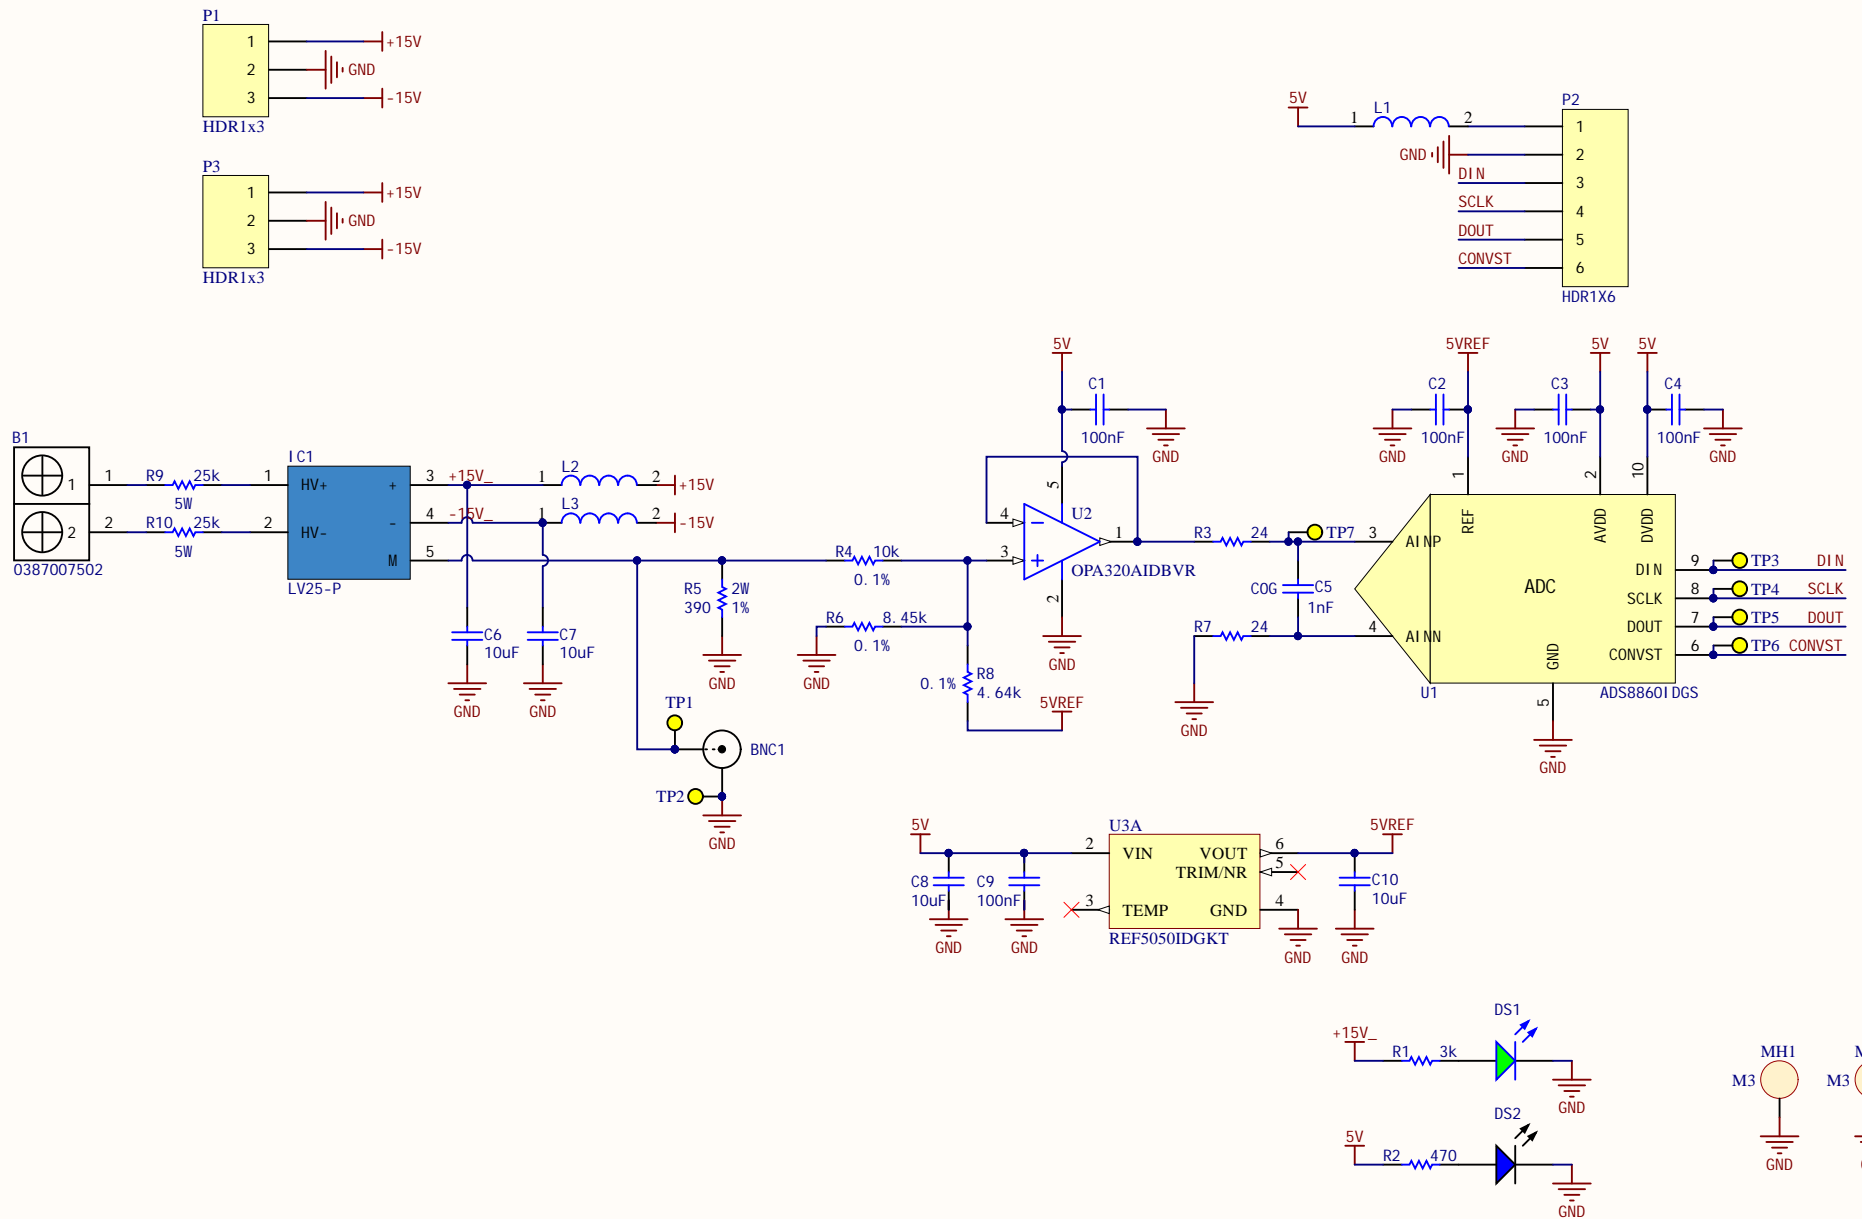 P1
1 +15V
2 GND
3 -15V
HDR1x3
P3
1 +15V
2 GND
3 -15V
HDR1x3
5V
1 L1 2
P2
1
GND 2
DIN 3
SCLK 4
DOUT 5
CONVST 6
HDR1X6
B1
1 1
2 2
0387007502
R9 25k
5W
R10 25k
5W
IC1
1 HV+ + 3 +15V_
2 HV- - 4 -15V_
M 5
LV25-P
1 L2 2 +15V
1 L3 2 -15V
C6
10uF
GND
C7
10uF
GND
R5 2W
390 1%
GND
TP1
BNC1
TP2
GND
R4 10k
0.1%
R6 8.45k
0.1%
GND
R8
0.1% 4.64k
5VREF
5V
C1
100nF
GND
5
4 U2
3 1
OPA320AIDBVR
2
GND
R3 24
TP7
C5
COG 1nF
R7 24
GND
5VREF
C2
100nF
GND
5V
C3
100nF
GND
5V
C4
100nF
GND
1 2 10
REF AVDD DVDD
3 AINP
4 AINN
ADC
DIN 9 TP3 DIN
SCLK 8 TP4 SCLK
DOUT 7 TP5 DOUT
CONVST 6 TP6 CONVST
GND
5
U1 ADS8860IDGS
GND
U3A
5V
2 VIN VOUT 6
TRIM/NR 5
3 TEMP GND 4
REF5050IDGKT
5VREF
C8
10uF
GND
C9
100nF
GND
GND
C10
10uF
GND
DS1
+15V_
R1 3k
GND
DS2
5V
R2 470
GND
MH1
M3
GND
M3